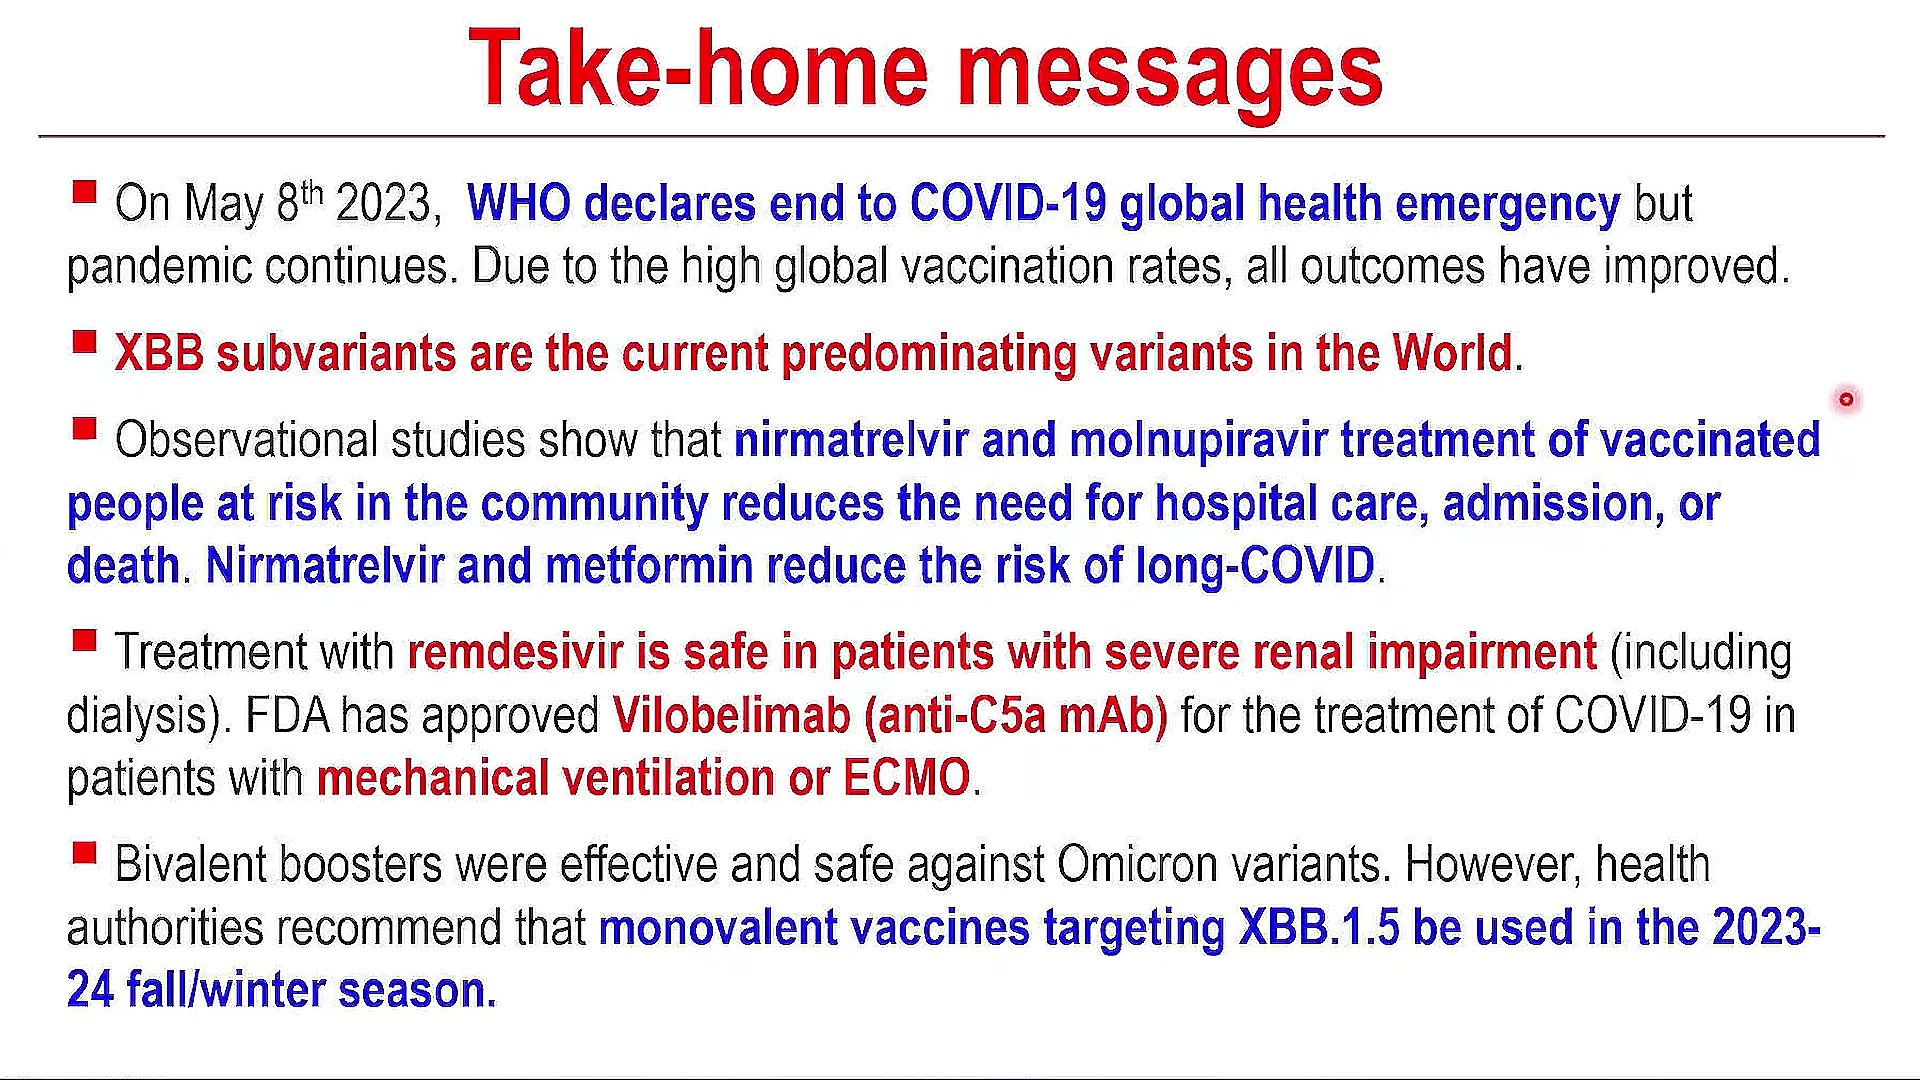 Take-home messages
▪ On May 8th 2023, WHO declares end to COVID-19 global health emergency but
pandemic continues. Due to the high global vaccination rates, all outcomes have improved.
▪ XBB subvariants are the current predominating variants in the World.
▪ Observational studies show that nirmatrelvir and molnupiravir treatment of vaccinated
people at risk in the community reduces the need for hospital care, admission, or
death. Nirmatrelvir and metformin reduce the risk of long-COVID.
▪ Treatment with remdesivir is safe in patients with severe renal impairment (including
dialysis). FDA has approved Vilobelimab (anti-C5a mAb) for the treatment of COVID-19 in
patients with mechanical ventilation or ECMO.
▪ Bivalent boosters were effective and safe against Omicron variants. However, health
authorities recommend that monovalent vaccines targeting XBB.1.5 be used in the 2023-
24 fall/winter season.